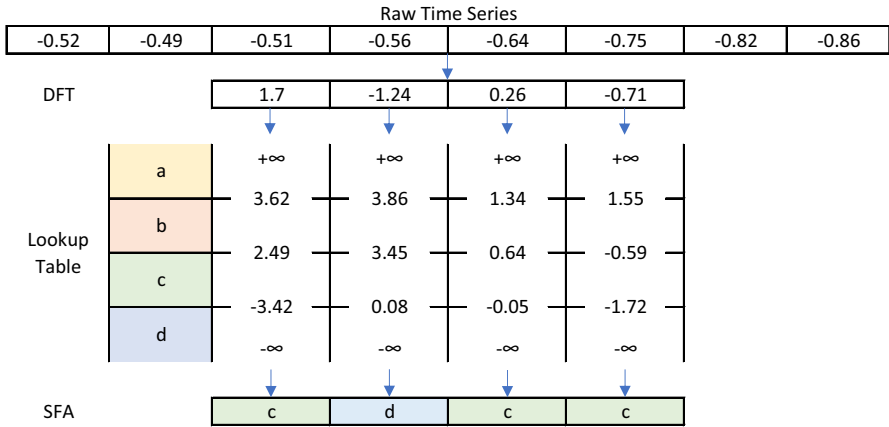 Raw Time Series
-0.52 -0.49 -0.51 -0.56 -0.64 -0.75 -0.82 -0.86
DFT 1.7 -1.24 0.26 -0.71
+∞ +∞ +∞ +∞
a
3.62 3.86 1.34 1.55
b
Lookup Table
2.49 3.45 0.64 -0.59
c
-3.42 0.08 -0.05 -1.72
d
-∞ -∞ -∞ -∞
SFA c d c c